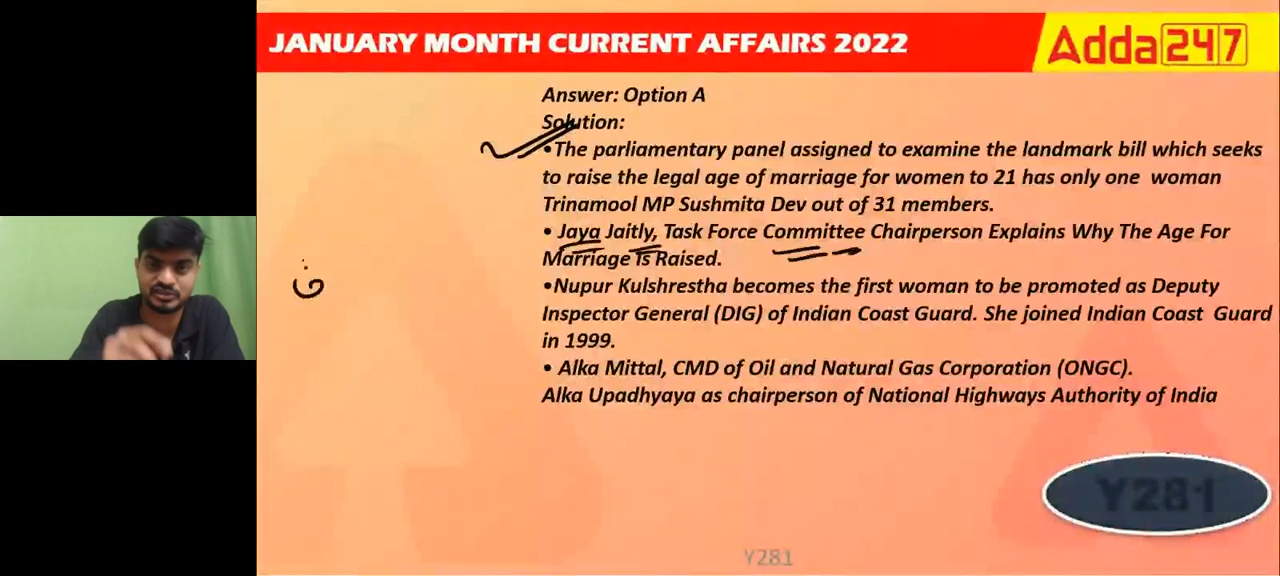 JANUARY MONTH CURRENT AFFAIRS 2022
Adda247
Answer: Option A
Solution:
•The parliamentary panel assigned to examine the landmark bill which seeks
to raise the legal age of marriage for women to 21 has only one woman
Trinamool MP Sushmita Dev out of 31 members.
• Jaya Jaitly, Task Force Committee Chairperson Explains Why The Age For
Marriage is Raised.
•Nupur Kulshrestha becomes the first woman to be promoted as Deputy
Inspector General (DIG) of Indian Coast Guard. She joined Indian Coast Guard
in 1999.
• Alka Mittal, CMD of Oil and Natural Gas Corporation (ONGC).
Alka Upadhyaya as chairperson of National Highways Authority of India
Y281
Y281